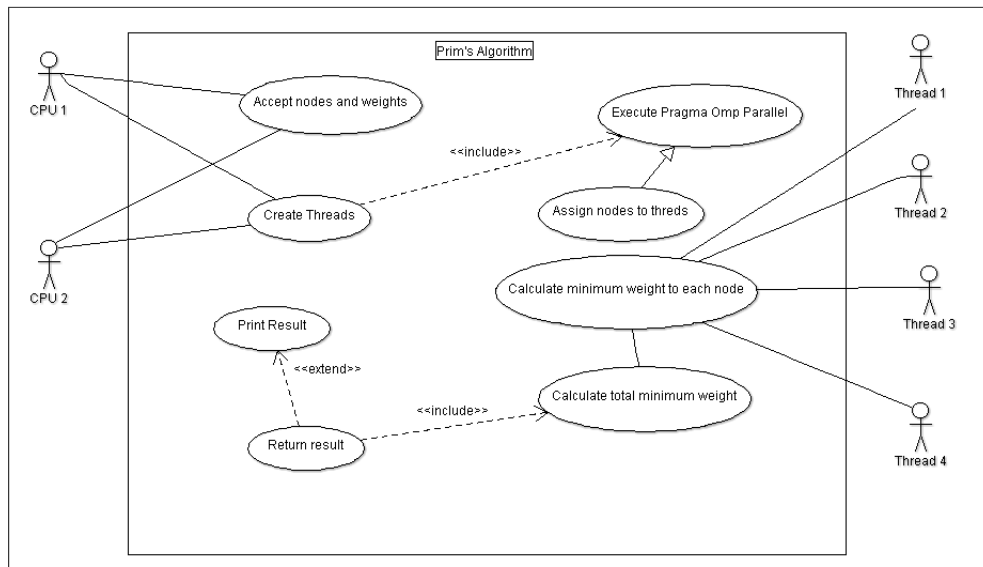 Prim's Algorithm
CPU 1
Accept nodes and weights
Execute Pragma Omp Parallel
Thread 1
<<include>>
Create Threads
Assign nodes to threds
Thread 2
CPU 2
Calculate minimum weight to each node
Thread 3
Print Result
<<extend>>
<<include>>
Calculate total minimum weight
Return result
Thread 4